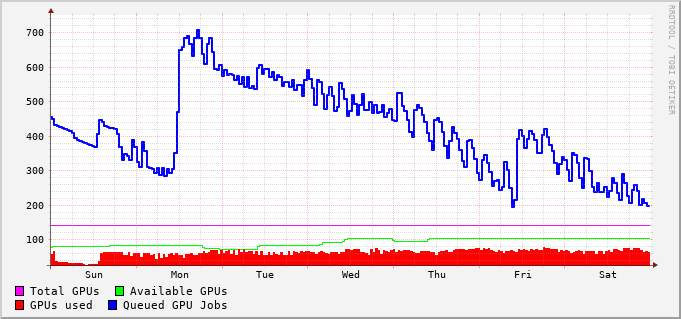 700
600
500
400
300
200
100
Sun Mon Tue Wed Thu Fri Sat
Total GPUs Available GPUs
GPUs used Queued GPU Jobs
RRDTOOL / TOBI OETIKER